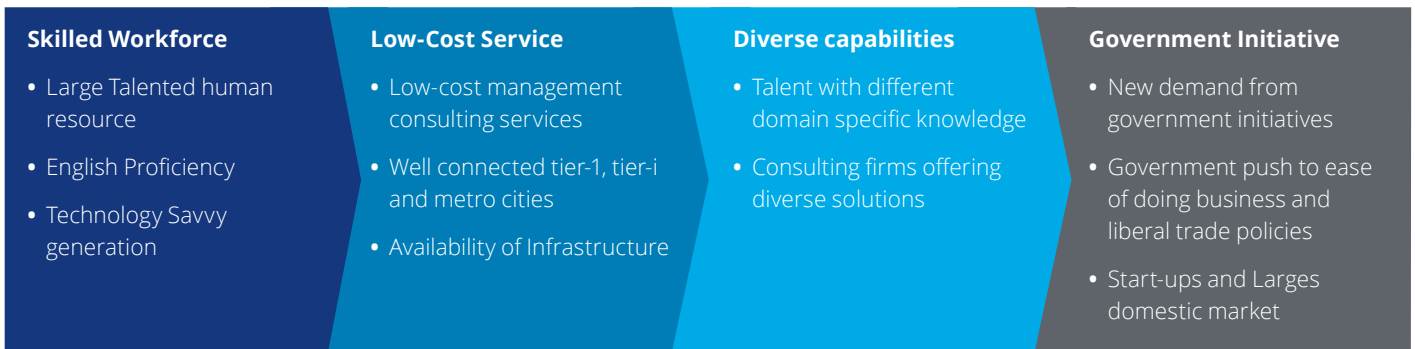 Skilled Workforce
• Large Talented human
resource
• English Proficiency
• Technology Savvy
generation
Low-Cost Service
• Low-cost management
consulting services
• Well connected tier-1, tier-i
and metro cities
• Availability of Infrastructure
Diverse capabilities
• Talent with different
domain specific knowledge
• Consulting firms offering
diverse solutions
Government Initiative
• New demand from
government initiatives
• Government push to ease
of doing business and
liberal trade policies
• Start-ups and Larges
domestic market